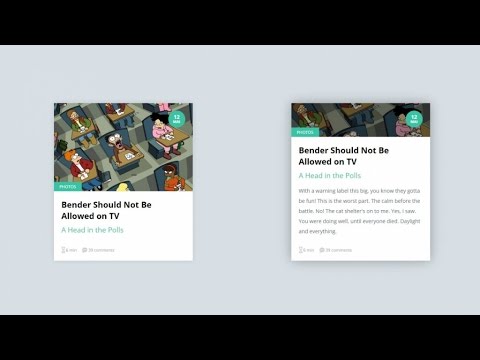 12
MAR
PHOTOS
Bender Should Not Be
Allowed on TV
A Head in the Polls
6 min
39 comments
12
MAR
PHOTOS
Bender Should Not Be
Allowed on TV
A Head in the Polls
With a warning label this big, you know they gotta
be fun! This is the worst part. The calm before the
battle. No! The cat shelter's on to me. Yes, I saw.
You were doing well, until everyone died. Daylight
and everything.
6 min
39 comments